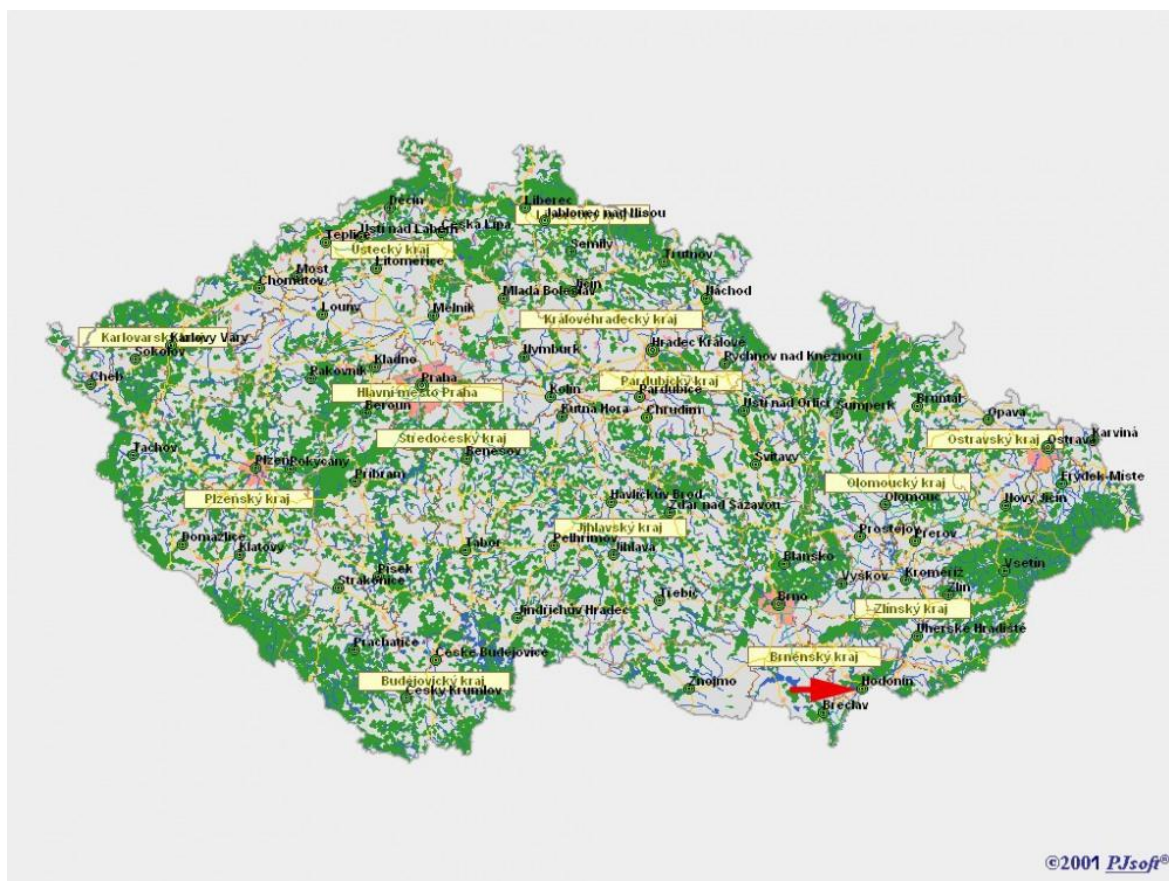 Děčín
Liberec
Jablonec nad Nisou
Ústí nad Labem
Česká Lípa
Teplice
Ústecký kraj
Semily
Trutnov
Litoměřice
Most
Chomutov
Jičín
Mladá Boleslav
Náchod
Louny
Mělník
Královéhradecký kraj
Karlovarský kraj
Karlovy Vary
Sokolov
Hradec Králové
Nymburk
Rychnov nad Kněžnou
Kladno
Rakovník
Cheb
Praha
Hlavní město Praha
Pardubický kraj
Kolín
Pardubice
Beroun
Kutná Hora
Chrudim
Ústí nad Orlicí
Šumperk
Bruntál
Opava
Středočeský kraj
Ostravský kraj
Ostrava
Karviná
Tachov
Benešov
Plzeň
Rokycany
Svitavy
Příbram
Frýdek-Míste
Olomoucký kraj
Plzeňský kraj
Havlíčkův Brod
Žďár nad Sázavou
Olomouc
Nový Jičín
Jihlavský kraj
Prostějov
Přerov
Domažlice
Klatovy
Tábor
Pelhřimov
Jihlava
Blansko
Vsetín
Písek
Strakonice
Vyškov
Kroměříž
Zlín
Třebíč
Brno
Zlínský kraj
Jindřichův Hradec
Uherské Hradiště
Prachatice
České Budějovice
Brněnský kraj
Budějovický kraj
Český Krumlov
Znojmo
Hodonín
Břeclav
©2001 PJsoft®